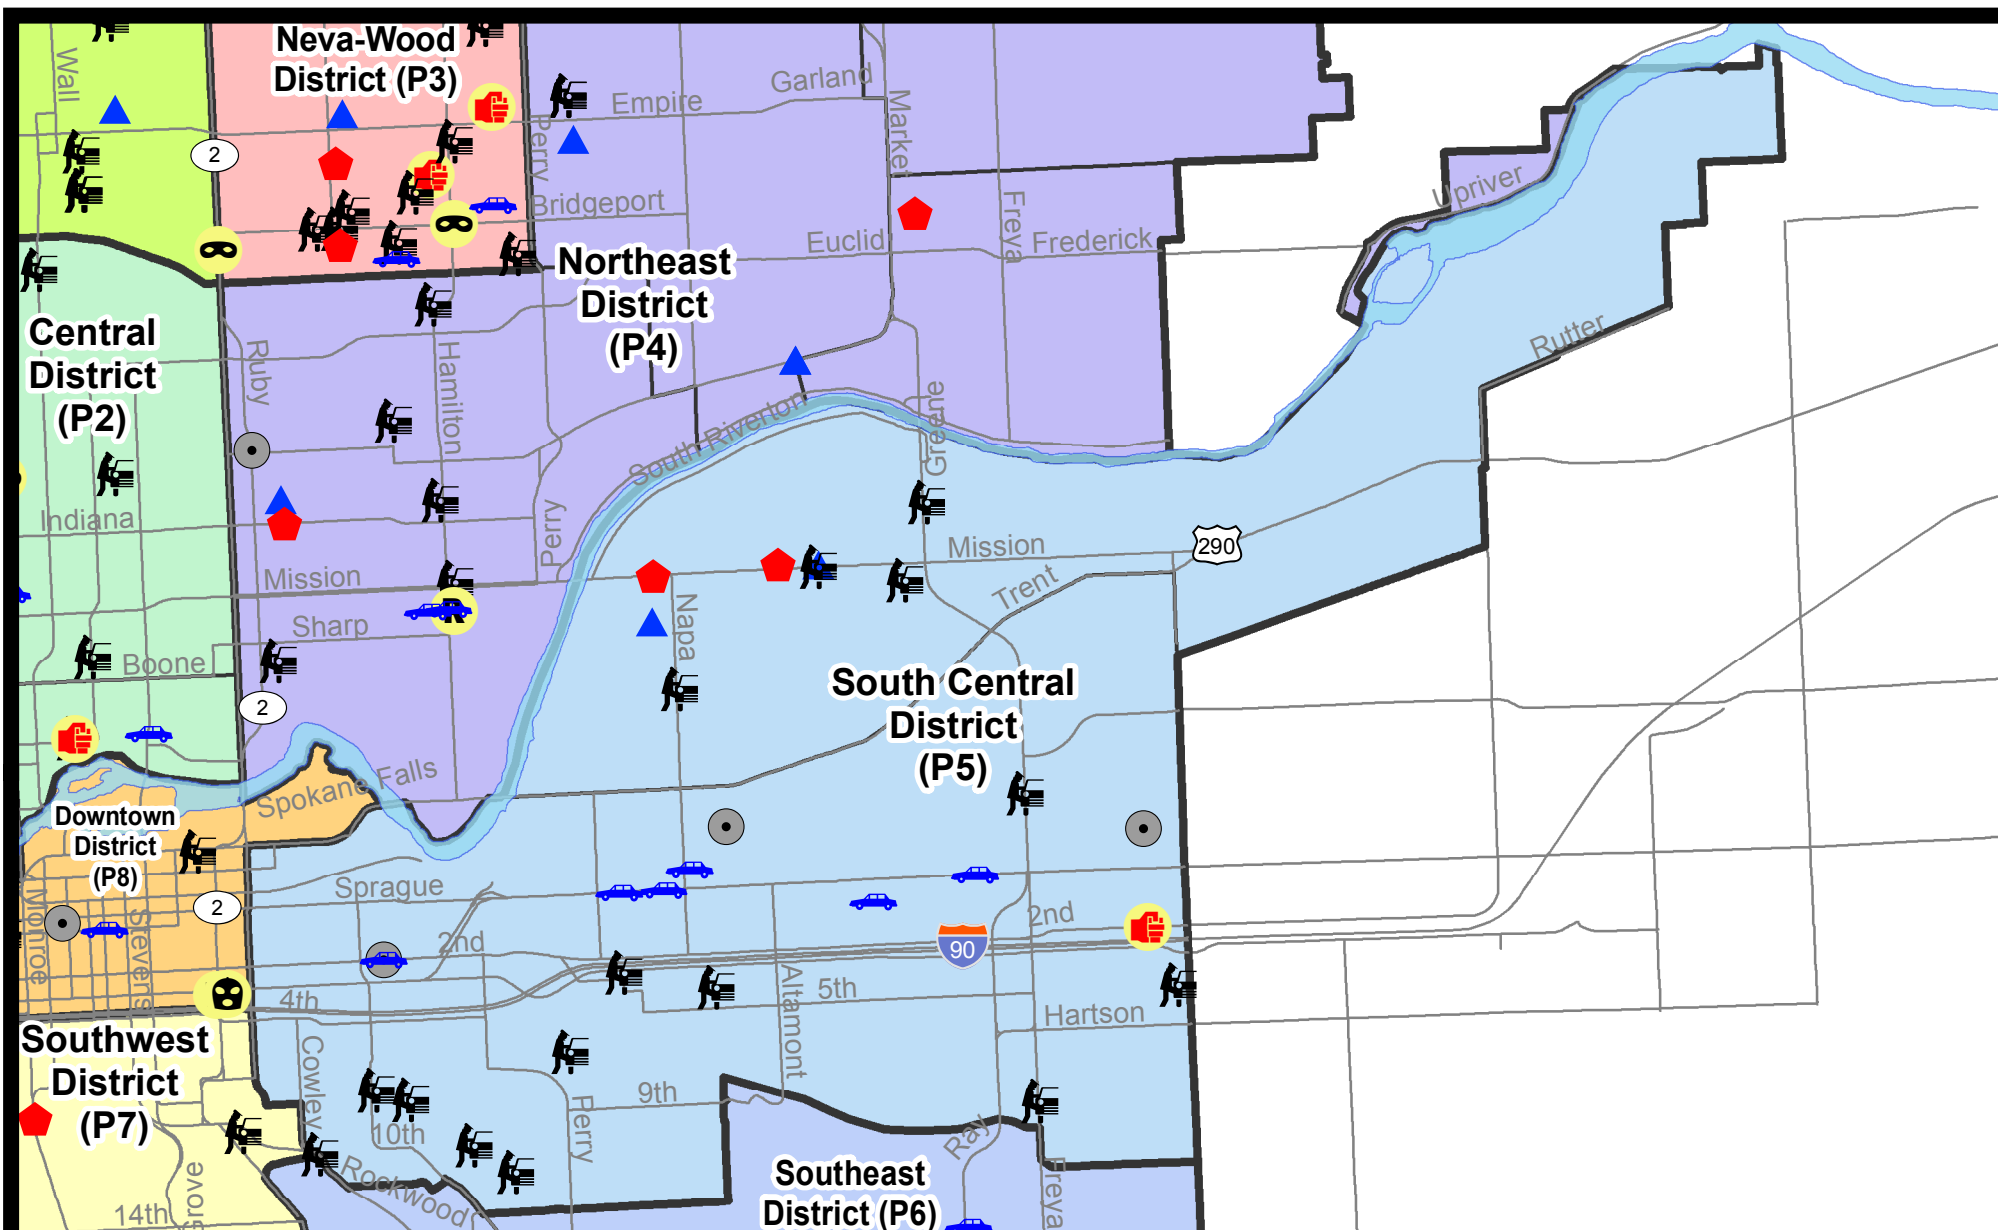 Neva-Wood
District (P3)
Wall
Garland
Empire
Market
Perry
2
Bridgeport
Upriver
Freya
Euclid
Frederick
Northeast
District
(P4)
Central
District
(P2)
Ruby
Hamilton
Rutter
South Riverton
Greene
Indiana
Perry
Mission
290
Mission
Trent
Napa
Sharp
R
Boone
South Central
District
(P5)
2
Spokane Falls
Downtown
District
(P8)
Sprague
Monroe
Stevens
2
2nd
2nd
90
Altamont
5th
4th
Hartson
Southwest
District
(P7)
Cowley
9th
Perry
10th
Ray
Rockwood
Southeast
District (P6)
Freya
Grove
14th